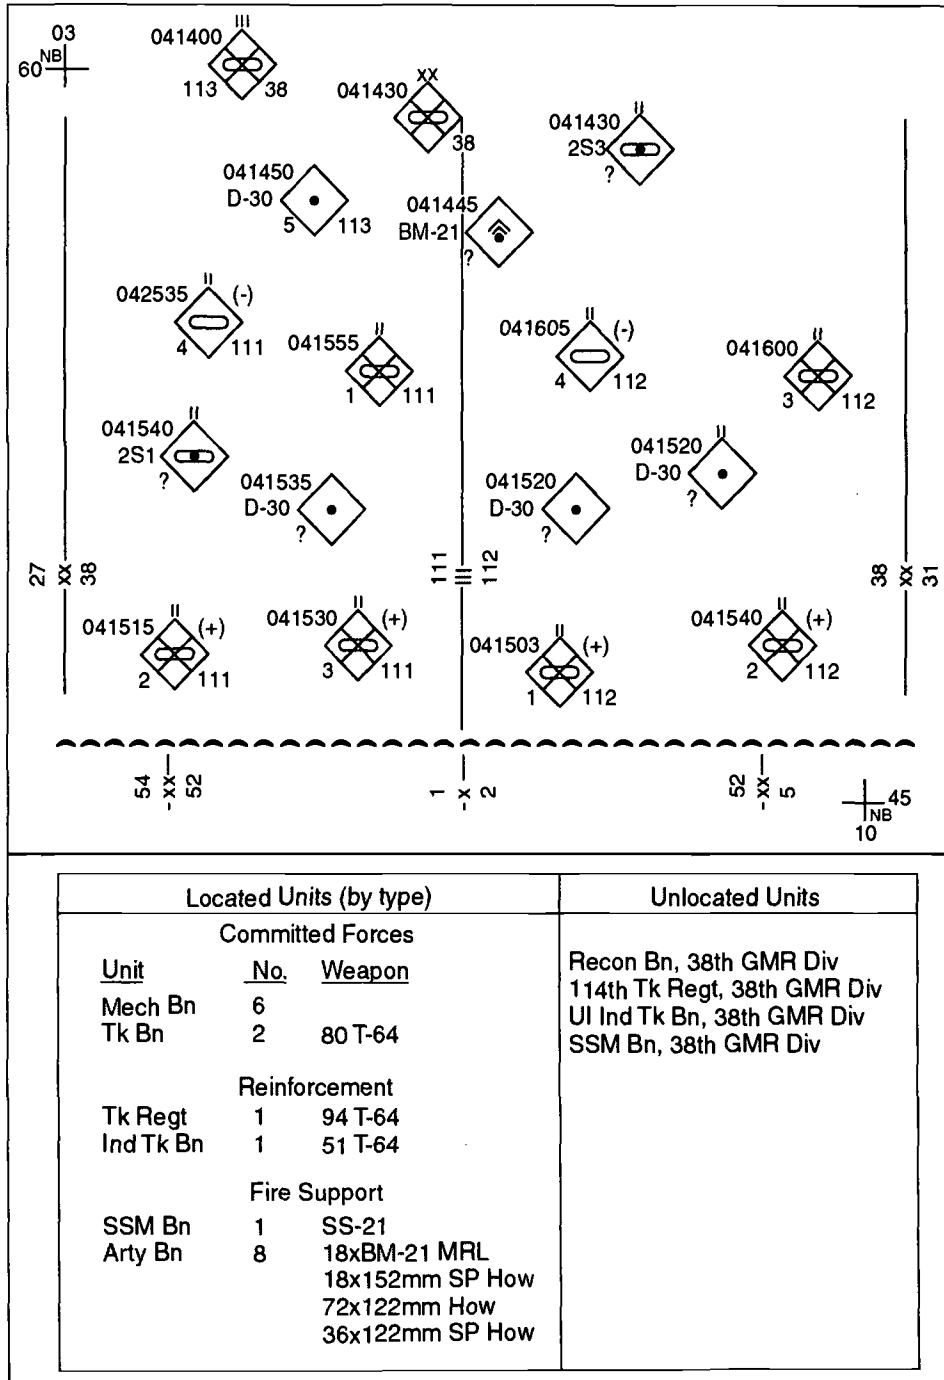 03
NB
60
III
041400
113 38
XX
041430
38
II
041430
2S3
?
041450
D-30
5 113
041445
BM-21
?
II
042535 (-)
4 111
II
041555
1 111
II
041605 (-)
4 112
II
041600
3 112
II
041540
2S1
?
041535
D-30
?
041520
D-30
?
II
041520
D-30
?
27 XX 38
111 III 112
38 XX 31
II
041515 (+)
2 111
II
041530 (+)
3 111
II
041503 (+)
1 112
II
041540 (+)
2 112
54 -XX- 52
1 -X- 2
52 -XX- 5
45
NB
10
Located Units (by type)
Committed Forces
Unit No. Weapon
Mech Bn 6
Tk Bn 2 80 T-64
Reinforcement
Tk Regt 1 94 T-64
Ind Tk Bn 1 51 T-64
Fire Support
SSM Bn 1 SS-21
Arty Bn 8 18xBM-21 MRL
18x152mm SP How
72x122mm How
36x122mm SP How
Unlocated Units
Recon Bn, 38th GMR Div
114th Tk Regt, 38th GMR Div
UI Ind Tk Bn, 38th GMR Div
SSM Bn, 38th GMR Div